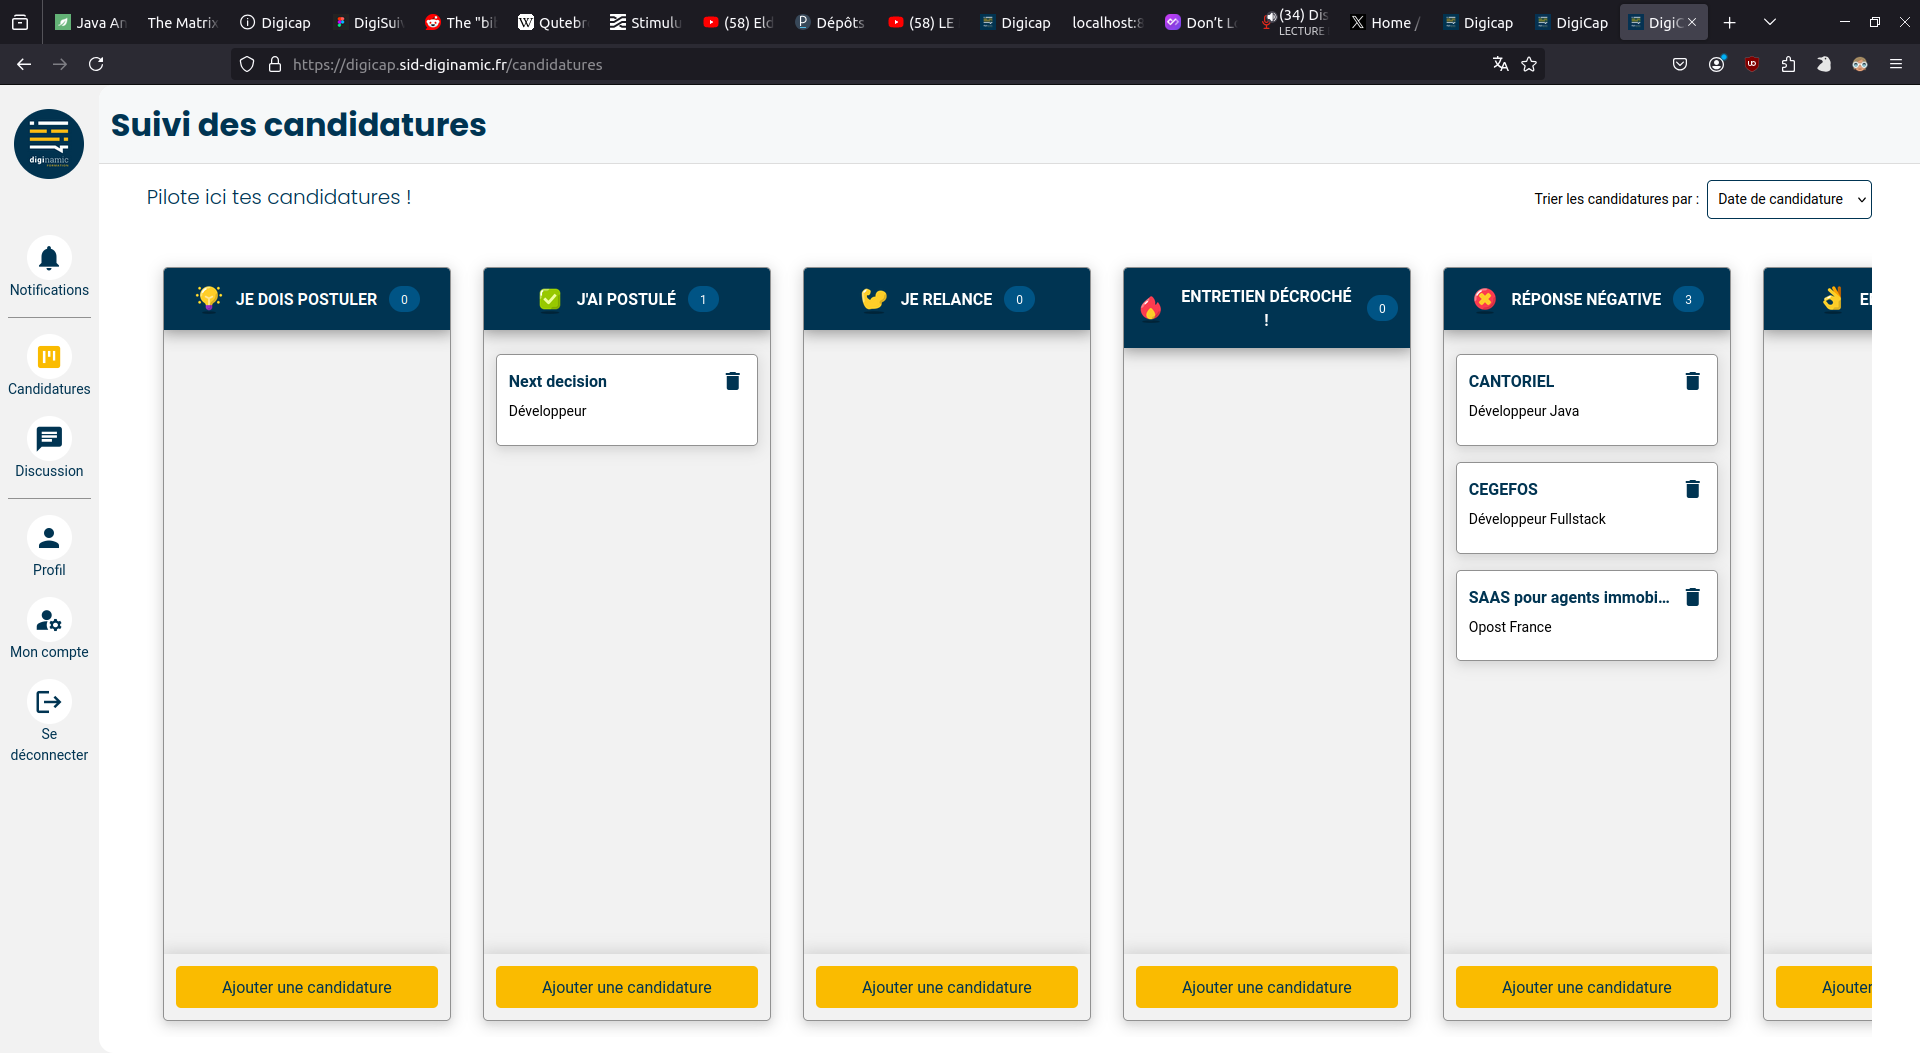 Java An
The Matrix
Digicap
DigiSui
The "bi
Qutebr
Stimulu
(58) Eld
Dépôts
(58) LE
Digicap
localhost:8
Don't L
(34) Dis
LECTURE
Home /
Digicap
DigiCap
DigiC
https://digicap.sid-diginamic.fr/candidatures
diginamic
Suivi des candidatures
Pilote ici tes candidatures !
Trier les candidatures par :
Date de candidature
Notifications
Candidatures
Discussion
Profil
Mon compte
Se
déconnecter
JE DOIS POSTULER 0
Ajouter une candidature
J'AI POSTULÉ 1
Next decision
Développeur
Ajouter une candidature
JE RELANCE 0
Ajouter une candidature
ENTRETIEN DÉCROCHÉ
! 0
Ajouter une candidature
RÉPONSE NÉGATIVE 3
CANTORIEL
Développeur Java
CEGEFOS
Développeur Fullstack
SAAS pour agents immobi...
Opost France
Ajouter une candidature
Ajouter